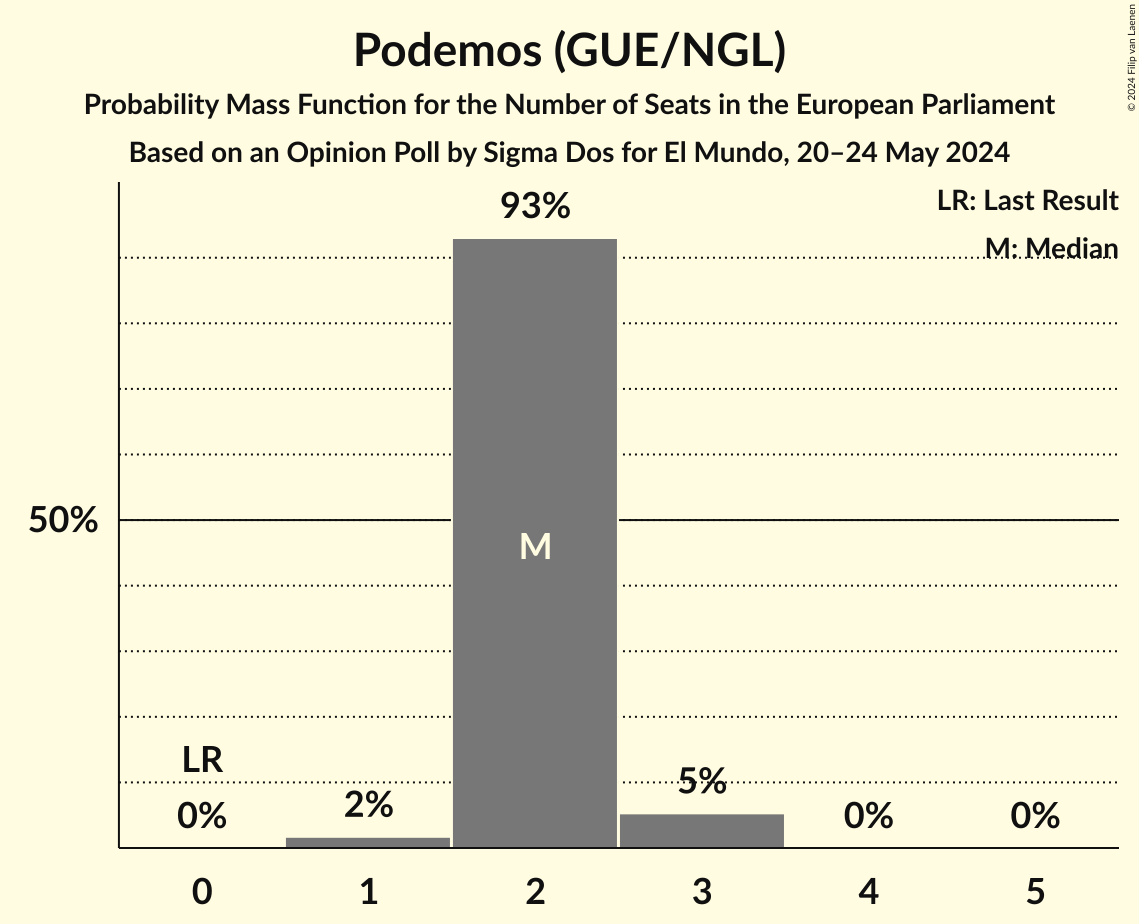 Podemos (GUE/NGL)
Probability Mass Function for the Number of Seats in the European Parliament
Based on an Opinion Poll by Sigma Dos for El Mundo, 20–24 May 2024
© 2024 Filip van Laenen
LR: Last Result
M: Median
93%
50%
M
LR
0%
2%
5%
0%
0%
0
1
2
3
4
5